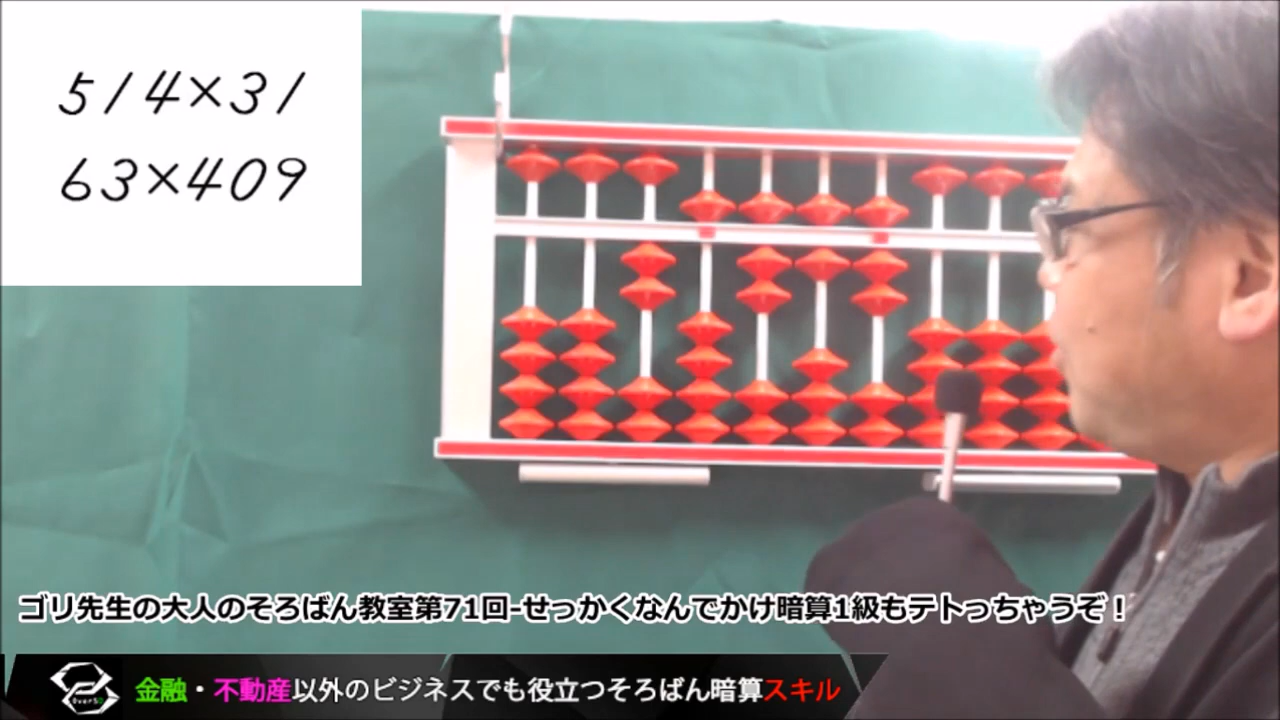 514×31
63×409
ゴリ先生の大人のそろばん教室第71回-せっかくなんでかけ暗算1級もテトっちゃうぞ！
Over50
金融・不動産以外のビジネスでも役立つそろばん暗算スキル